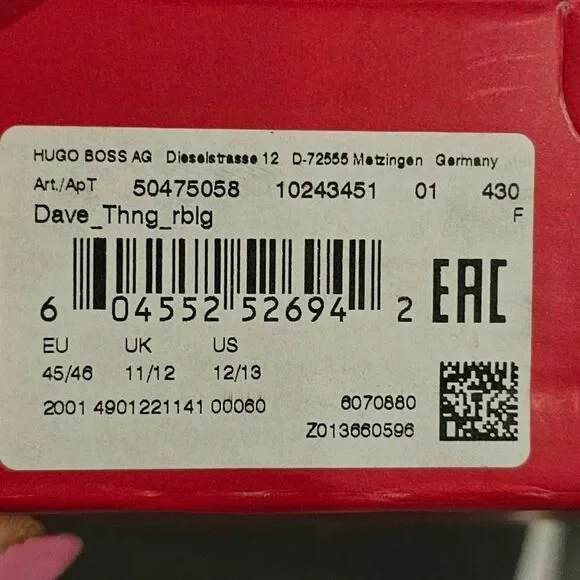 HUGO BOSS AG Dieselstrasse 12 D-72555 Metzingen Germany
Art./ApT 50475058 10243451 01 430
Dave_Thng_rblg F
6 04552 52694 2 EAC
EU UK US
45/46 11/12 12/13
2001 4901221141 00060 6070880
Z013660596